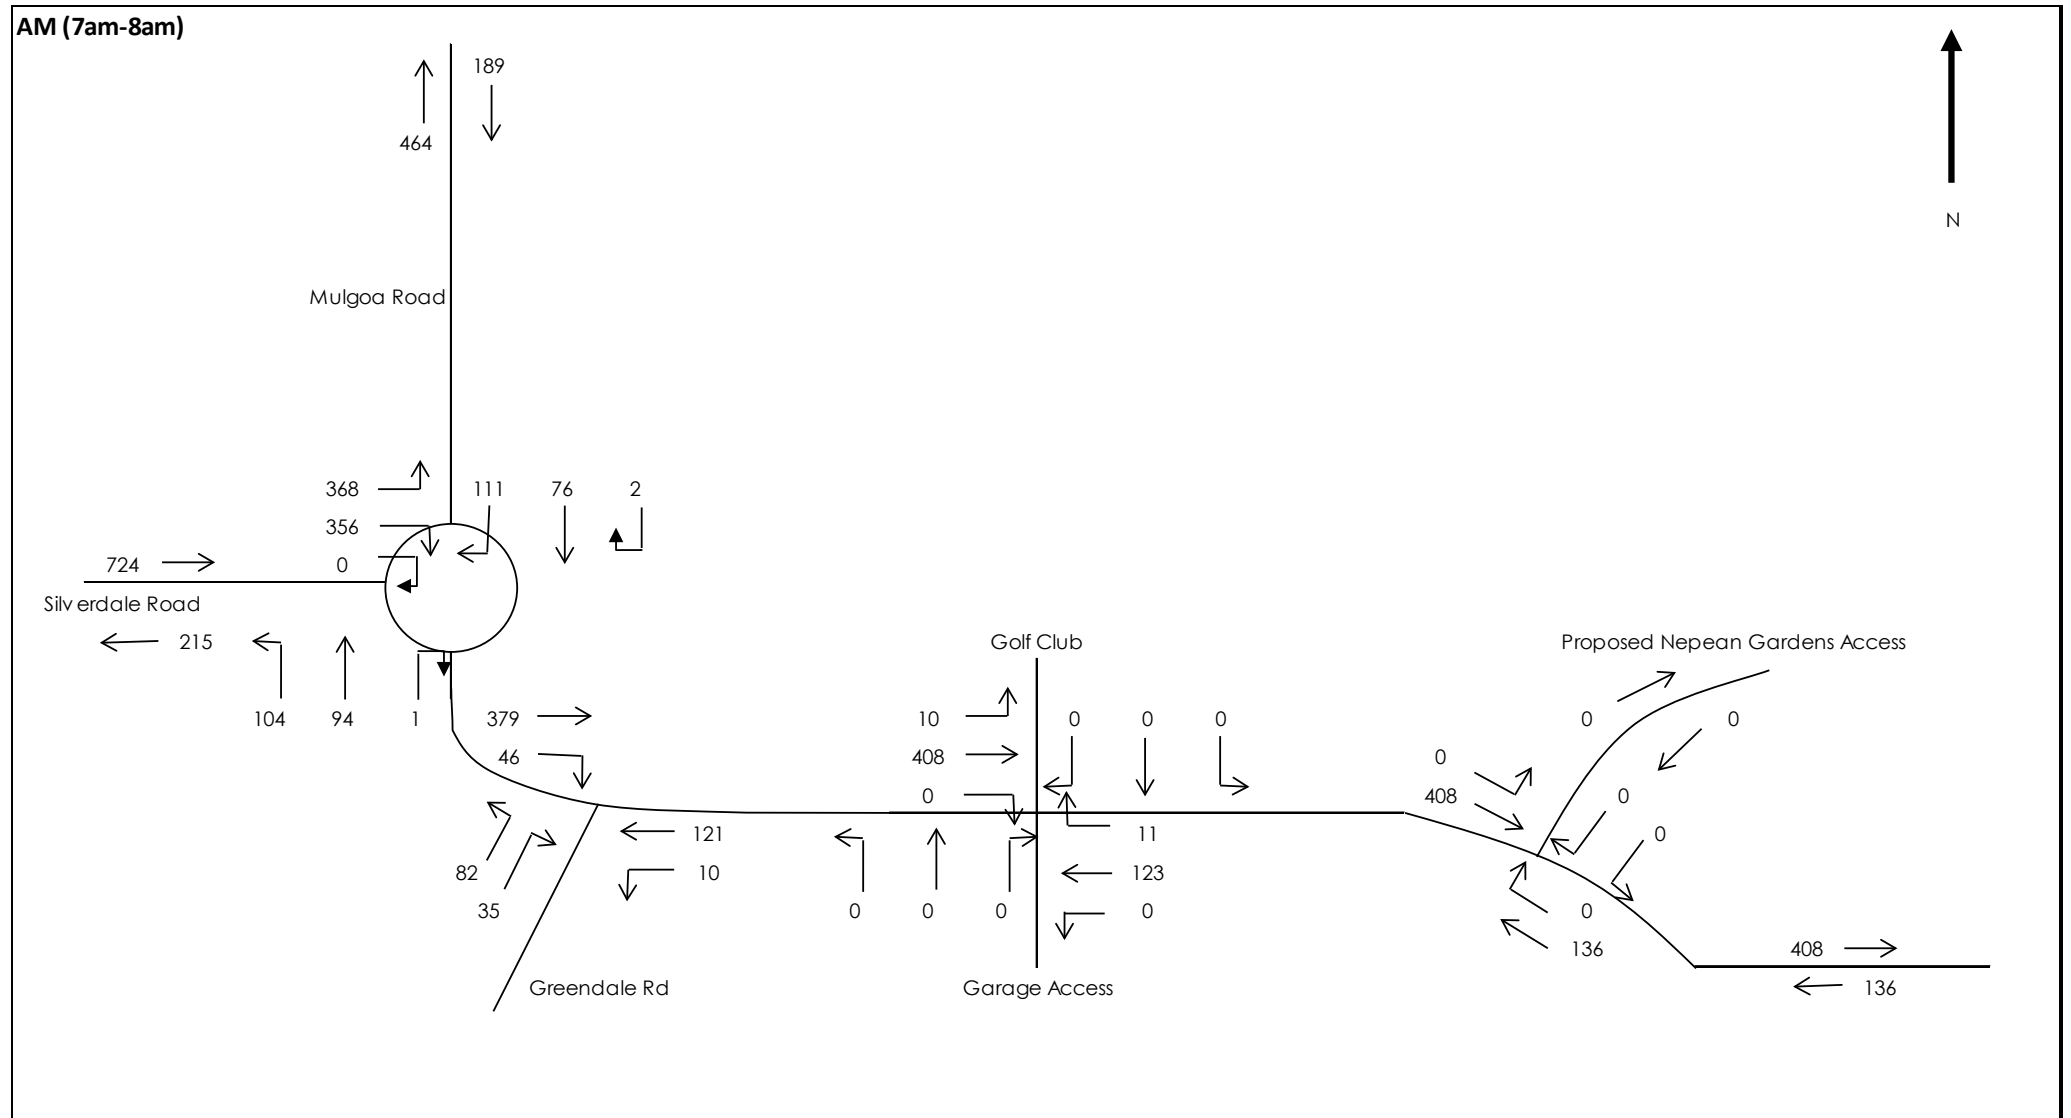 AM (7am-8am)
189
464
N
Mulgoa Road
368 111 76 2
356
724 0
Silverdale Road
215
Golf Club
Proposed Nepean Gardens Access
104 94 1 379
10 0 0 0
0 0
46
408
0
408
0
0
121
11
0
82
10
123
35
0 0 0
0
0
136
408
Greendale Rd
Garage Access
136